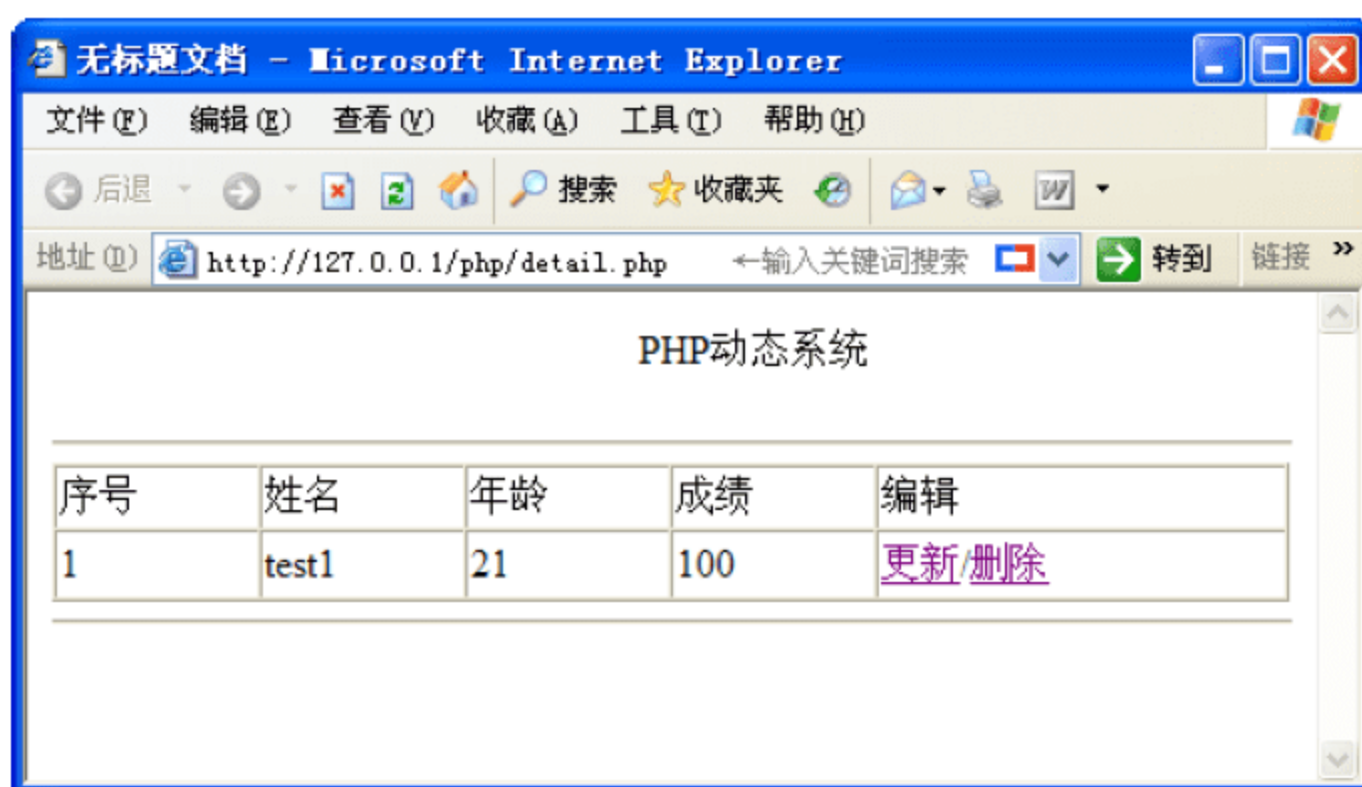 无标题文档 - Microsoft Internet Explorer
文件(F) 编辑(E) 查看(V) 收藏(A) 工具(T) 帮助(H)
后退 搜索 收藏夹 W
地址(D) http://127.0.0.1/php/detail.php ←输入关键词搜索 转到 链接 »
PHP动态系统
序号 姓名 年龄 成绩 编辑
1 test1 21 100 更新/删除